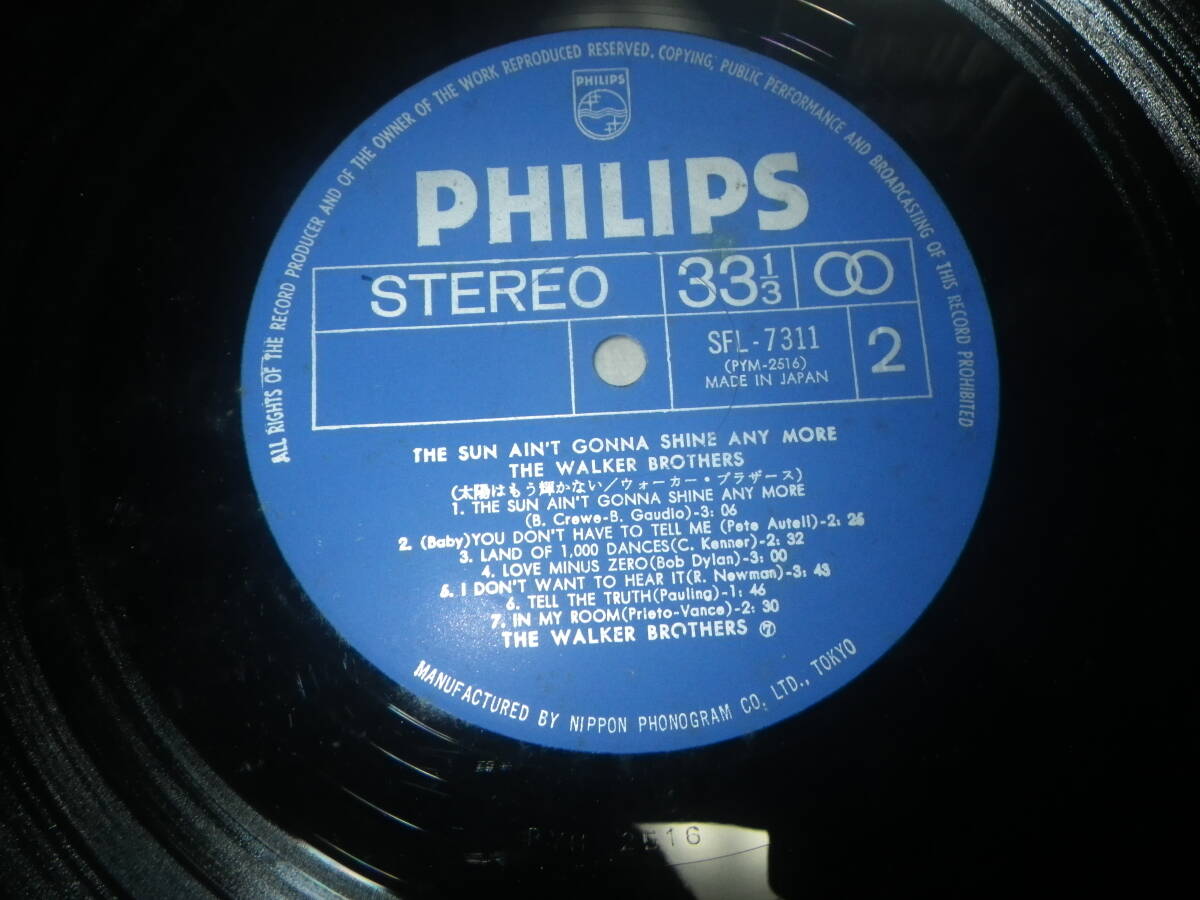 ALL RIGHTS OF THE RECORD PRODUCER AND OF THE OWNER OF THE WORK REPRODUCED RESERVED. COPYING, PUBLIC PERFORMANCE AND BROADCASTING OF THIS RECORD PROHIBITED
PHILIPS
PHILIPS
STEREO 33 1/3
SFL-7311
(PYM-2516)
MADE IN JAPAN
2
THE SUN AIN'T GONNA SHINE ANY MORE
THE WALKER BROTHERS
(太陽はもう輝かない/ウォーカー・ブラザース)
1. THE SUN AIN'T GONNA SHINE ANY MORE
(B. Crewe-B. Gaudio)-3: 06
2. (Baby)YOU DON'T HAVE TO TELL ME (Pete Autell)-2: 25
3. LAND OF 1,000 DANCES(C. Kenner)-2: 32
4. LOVE MINUS ZERO(Bob Dylan)-3: 00
5. I DON'T WANT TO HEAR IT(R. Newman)-3: 43
6. TELL THE TRUTH(Pauling)-1: 46
7. IN MY ROOM(Prieto-Vance)-2: 30
THE WALKER BROTHERS ⑦
MANUFACTURED BY NIPPON PHONOGRAM CO., LTD., TOKYO
2516